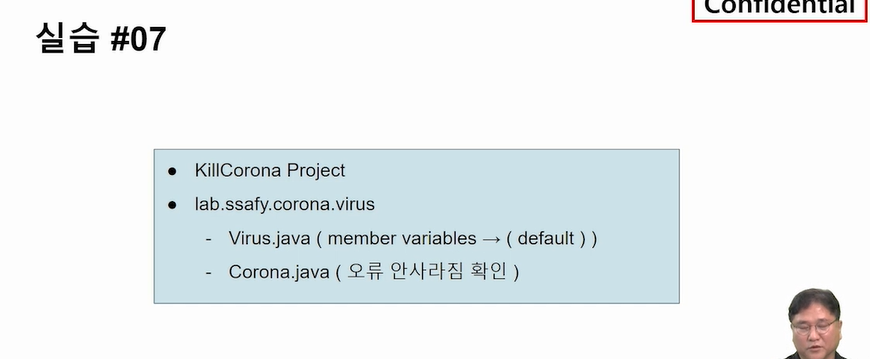 Confidential
실습 #07
● KillCorona Project
● lab.ssafy.corona.virus
- Virus.java ( member variables → ( default ) )
- Corona.java ( 오류 안사라짐 확인 )